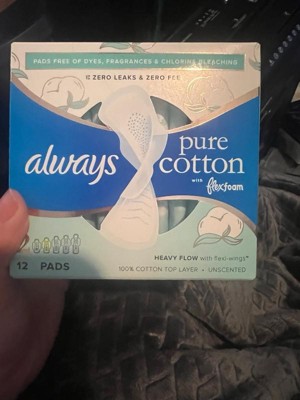 PADS FREE OF DYES, FRAGRANCES & CHLORINE BLEACHING
ZERO LEAKS & ZERO FEEL
always
pure
cotton
with flexfoam
HEAVY FLOW with flexi-wings*
12 PADS
100% COTTON TOP LAYER • UNSCENTED